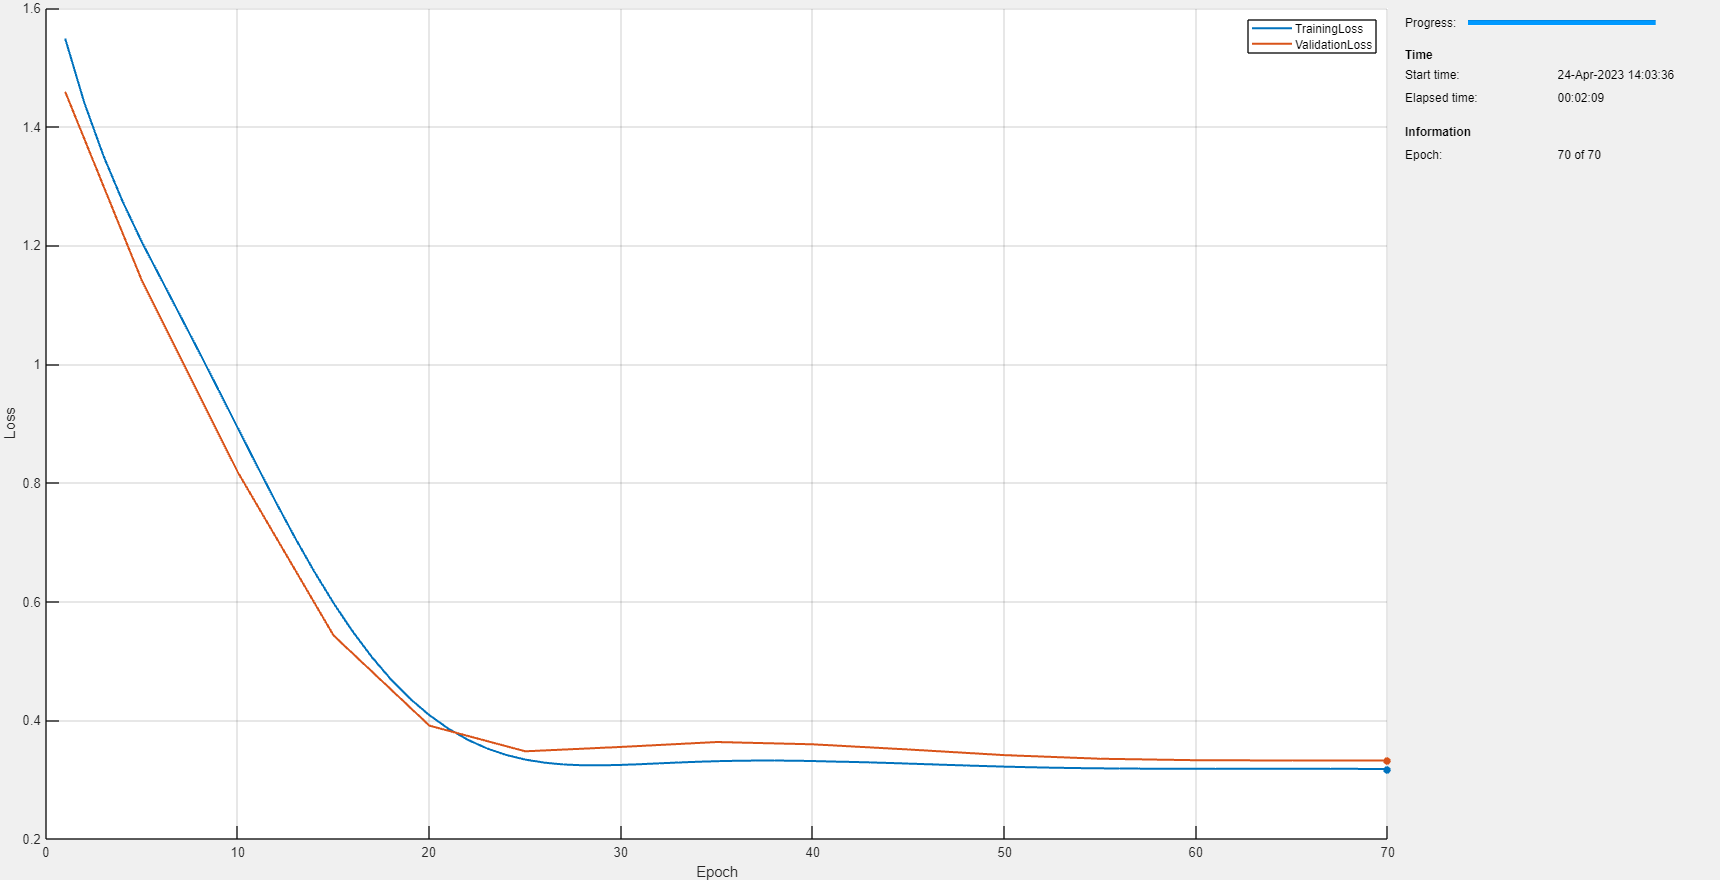 1.6
1.4
1.2
1
0.8
0.6
0.4
0.2
Loss
0 10 20 30 40 50 60 70
Epoch
TrainingLoss
ValidationLoss
Progress:
Time
Start time: 24-Apr-2023 14:03:36
Elapsed time: 00:02:09
Information
Epoch: 70 of 70